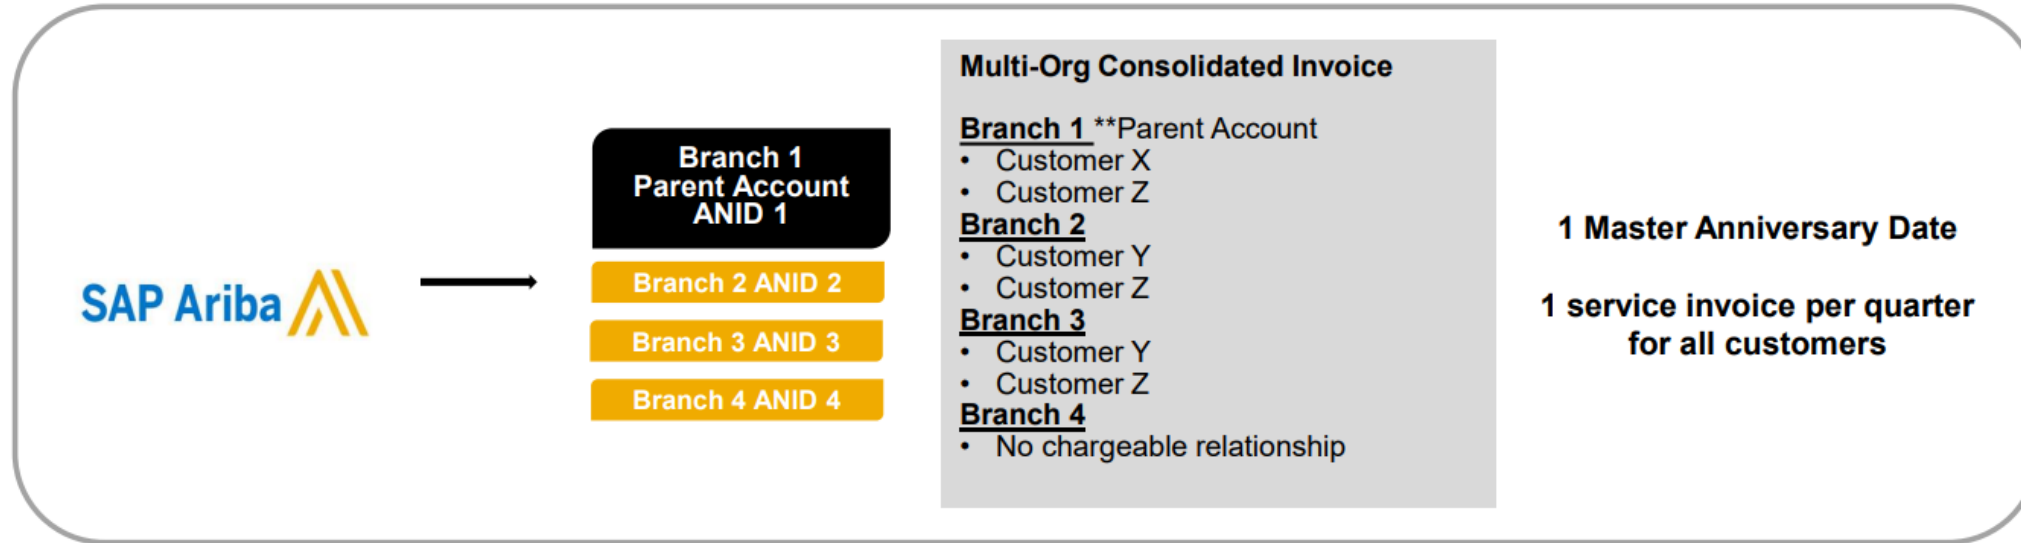 SAP Ariba
Branch 1
Parent Account
ANID 1
Branch 2 ANID 2
Branch 3 ANID 3
Branch 4 ANID 4
Multi-Org Consolidated Invoice
Branch 1 **Parent Account
• Customer X
• Customer Z
Branch 2
• Customer Y
• Customer Z
Branch 3
• Customer Y
• Customer Z
Branch 4
• No chargeable relationship
1 Master Anniversary Date
1 service invoice per quarter
for all customers